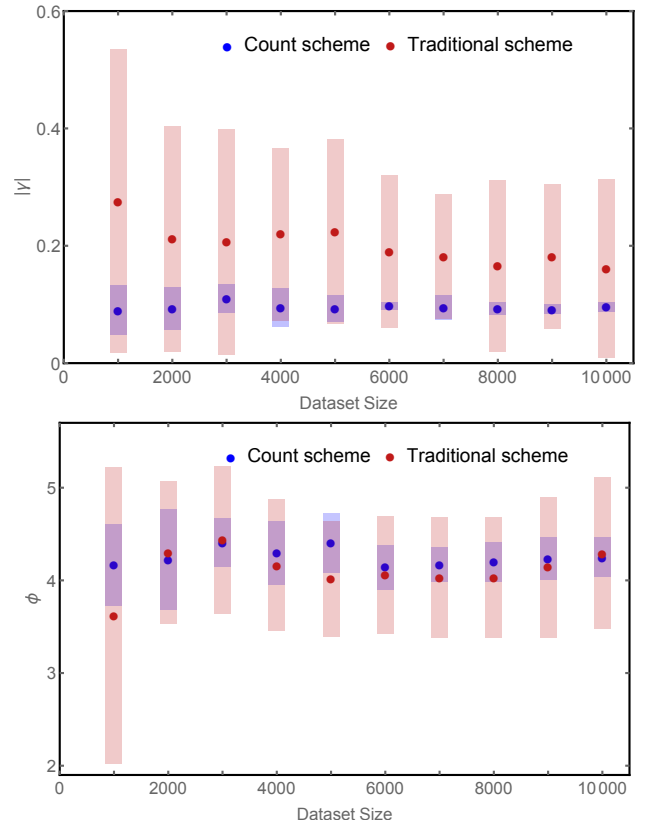 0.6
Count scheme Traditional scheme
0.4
|γ|
0.2
0
0 2000 4000 6000 8000 10 000
Dataset Size
Count scheme Traditional scheme
5
4
ϕ
3
2
0 2000 4000 6000 8000 10 000
Dataset Size